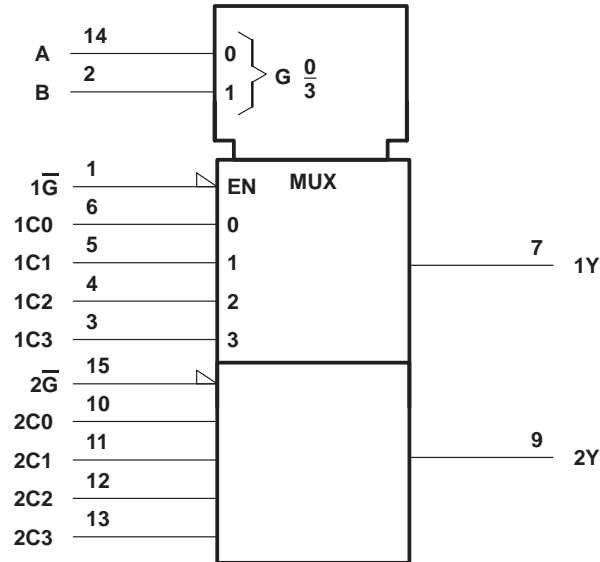 A 14 0
B 2 1 G 0/3
1G̅ 1 EN MUX
1C0 6 0
1C1 5 1
1C2 4 2
1C3 3 3
7 1Y
2G̅ 15
2C0 10
2C1 11
2C2 12
2C3 13
9 2Y